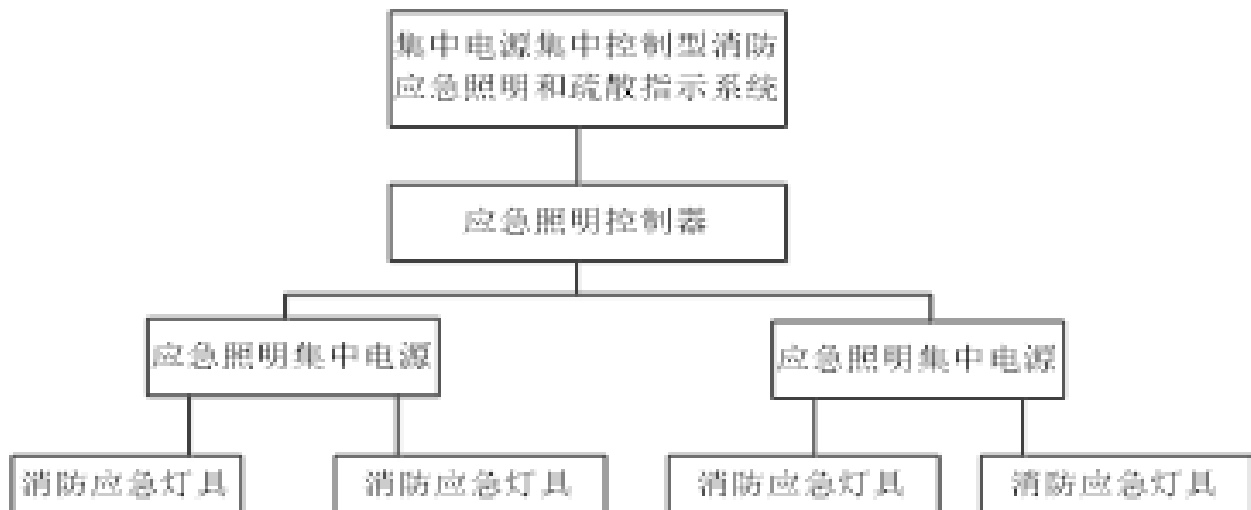 集中电源集中控制型消防
应急照明和疏散指示系统
应急照明控制器
应急照明集中电源
应急照明集中电源
消防应急灯具
消防应急灯具
消防应急灯具
消防应急灯具